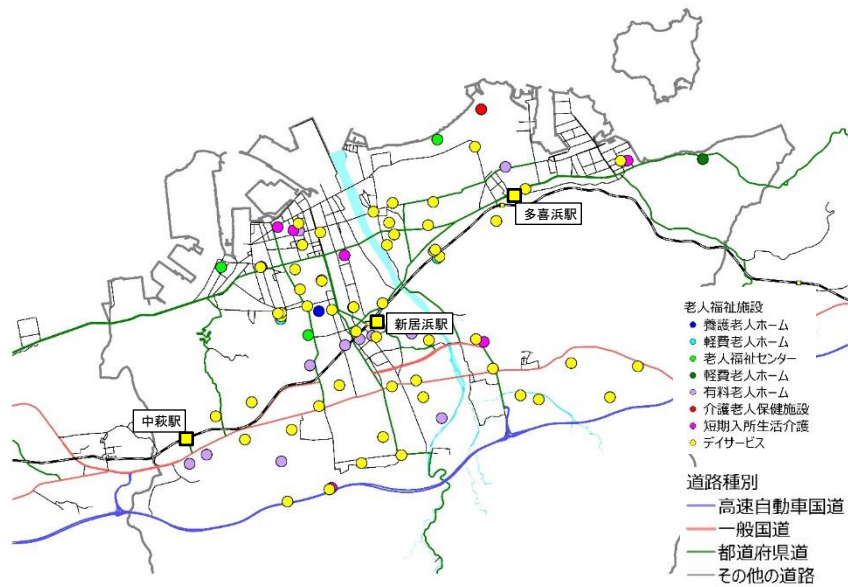 多喜浜駅
新居浜駅
中萩駅
老人福祉施設
養護老人ホーム
軽費老人ホーム
老人福祉センター
軽費老人ホーム
有料老人ホーム
介護老人保健施設
短期入所生活介護
デイサービス
道路種別
高速自動車国道
一般国道
都道府県道
その他の道路